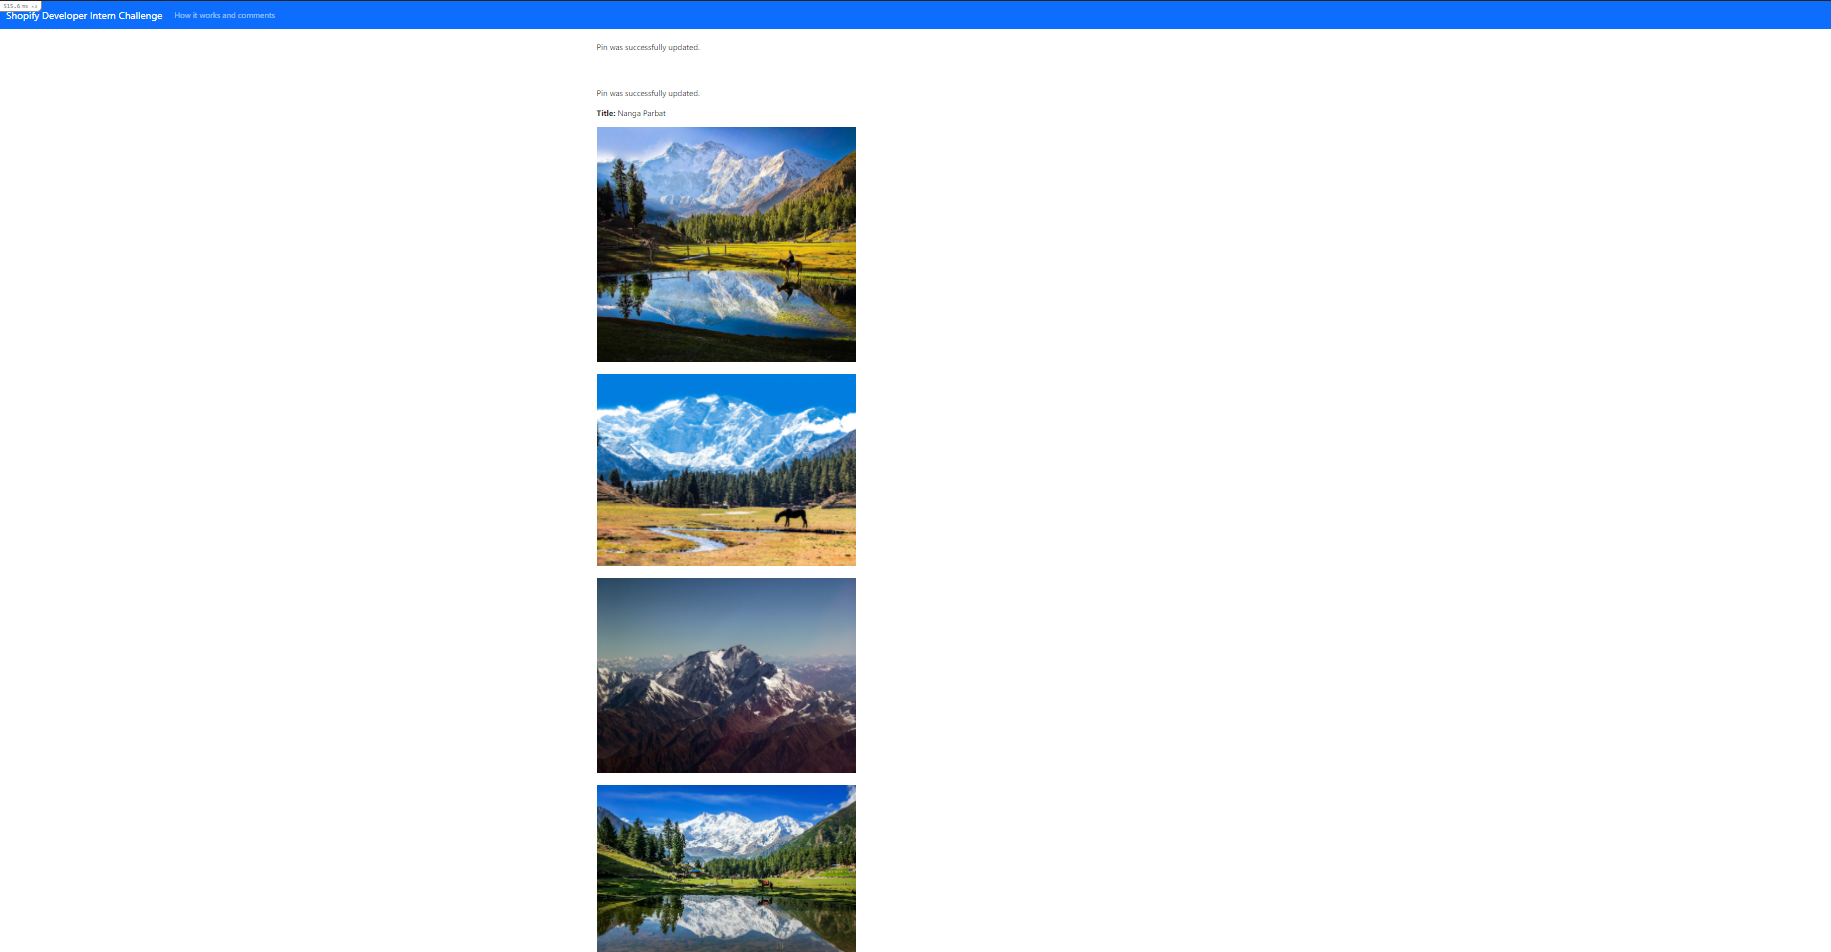 515.6 ms
Shopify Developer Intern Challenge How it works and comments
Pin was successfully updated.
Pin was successfully updated.
Title: Nanga Parbat